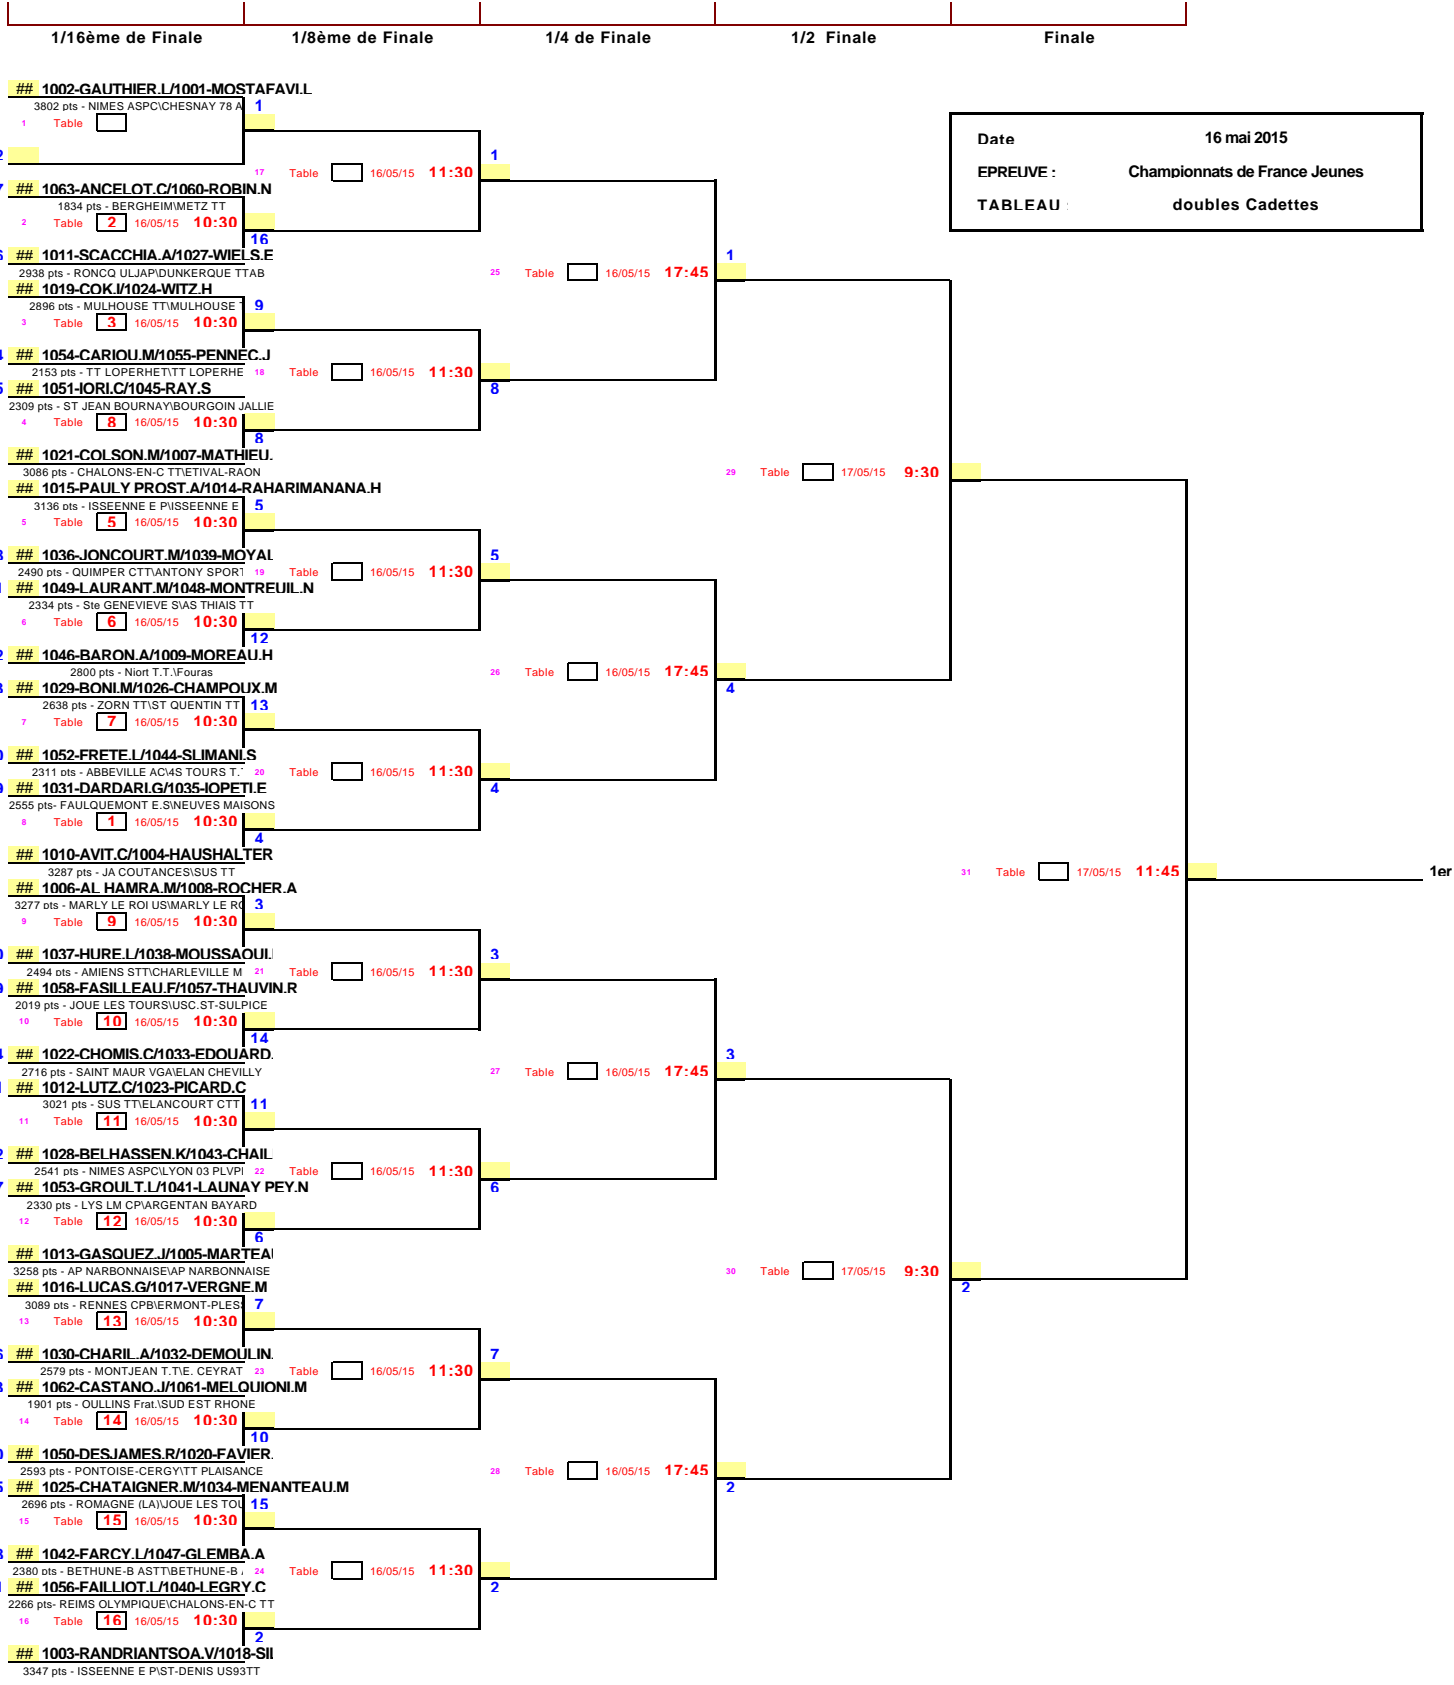 1/16ème de Finale 1/8ème de Finale 1/4 de Finale 1/2 Finale Finale
## 1002-GAUTHIER.L/1001-MOSTAFAVI.L
3802 pts - NIMES ASPC\CHESNAY 78 A 1
1 Table
Date 16 mai 2015
2 1
EPREUVE : Championnats de France Jeunes
17 Table 16/05/15 11:30
7 ## 1063-ANCELOT.C/1060-ROBIN.N
1834 pts - BERGHEIM\METZ TT
TABLEAU : doubles Cadettes
2 Table 2 16/05/15 10:30
16
## 1011-SCACCHIA.A/1027-WIELS.E 1
2938 pts - RONCQ ULJAP\DUNKERQUE TTAB
25 Table 16/05/15 17:45
## 1019-COK.I/1024-WITZ.H
2896 pts - MULHOUSE TT\MULHOUSE T 9
3 Table 3 16/05/15 10:30
4 ## 1054-CARIOU.M/1055-PENNEC.J
2153 pts - TT LOPERHET\TT LOPERHE 18 Table 16/05/15 11:30
5 ## 1051-IORI.C/1045-RAY.S 8
2309 pts - ST JEAN BOURNAY\BOURGOIN JALLIE
4 Table 8 16/05/15 10:30
8
## 1021-COLSON.M/1007-MATHIEU.
3086 pts - CHALONS-EN-C TT\ETIVAL-RAON
29 Table 17/05/15 9:30
## 1015-PAULY PROST.A/1014-RAHARIMANANA.H
3136 pts - ISSEENNE E P\ISSEENNE E 5
5 Table 5 16/05/15 10:30
## 1036-JONCOURT.M/1039-MOYAL 5
2490 pts - QUIMPER CTT\ANTONY SPORT 19 Table 16/05/15 11:30
## 1049-LAURANT.M/1048-MONTREUIL.N
2334 pts - Ste GENEVIEVE S\AS THIAIS TT
6 Table 6 16/05/15 10:30
12
2 ## 1046-BARON.A/1009-MOREAU.H
2800 pts - Niort T.T.\Fouras
26 Table 16/05/15 17:45
## 1029-BONI.M/1026-CHAMPOUX.M 4
2638 pts - ZORN TT\ST QUENTIN TT 13
7 Table 7 16/05/15 10:30
0 ## 1052-FRETE.L/1044-SLIMANI.S
2311 pts - ABBEVILLE AC\4S TOURS T. 20 Table 16/05/15 11:30
9 ## 1031-DARDARI.G/1035-IOPETI.E 4
2555 pts- FAULQUEMONT E.S\NEUVES MAISONS
8 Table 1 16/05/15 10:30
4
## 1010-AVIT.C/1004-HAUSHALTER
3287 pts - JA COUTANCES\SUS TT
31 Table 17/05/15 11:45 1er
## 1006-AL HAMRA.M/1008-ROCHER.A
3277 pts - MARLY LE ROI US\MARLY LE RO 3
9 Table 9 16/05/15 10:30
0 ## 1037-HURE.L/1038-MOUSSAOUI. 3
2494 pts - AMIENS STT\CHARLEVILLE M 21 Table 16/05/15 11:30
9 ## 1058-FASILLEAU.F/1057-THAUVIN.R
2019 pts - JOUE LES TOURS\USC.ST-SULPICE
10 Table 10 16/05/15 10:30
14
4 ## 1022-CHOMIS.C/1033-EDOUARD. 3
2716 pts - SAINT MAUR VGA\ELAN CHEVILLY
27 Table 16/05/15 17:45
## 1012-LUTZ.C/1023-PICARD.C
3021 pts - SUS TT\ELANCOURT CTT 11
11 Table 11 16/05/15 10:30
2 ## 1028-BELHASSEN.K/1043-CHAIL
2541 pts - NIMES ASPC\LYON 03 PLVPI 22 Table 16/05/15 11:30
7 ## 1053-GROULT.L/1041-LAUNAY PEY.N 6
2330 pts - LYS LM CP\ARGENTAN BAYARD
12 Table 12 16/05/15 10:30
6
## 1013-GASQUEZ.J/1005-MARTEAU
3258 pts - AP NARBONNAISE\AP NARBONNAISE
30 Table 17/05/15 9:30
## 1016-LUCAS.G/1017-VERGNE.M 2
3089 pts - RENNES CPB\ERMONT-PLESS 7
13 Table 13 16/05/15 10:30
6 ## 1030-CHARIL.A/1032-DEMOULIN. 7
2579 pts - MONTJEAN T.T\E. CEYRAT 23 Table 16/05/15 11:30
## 1062-CASTANO.J/1061-MELQUIONI.M
1901 pts - OULLINS Frat.\SUD EST RHONE
14 Table 14 16/05/15 10:30
10
0 ## 1050-DESJAMES.R/1020-FAVIER.
2593 pts - PONTOISE-CERGY\TT PLAISANCE
28 Table 16/05/15 17:45
5 ## 1025-CHATAIGNER.M/1034-MENANTEAU.M 2
2696 pts - ROMAGNE (LA)\JOUE LES TOU 15
15 Table 15 16/05/15 10:30
## 1042-FARCY.L/1047-GLEMBA.A
2380 pts - BETHUNE-B ASTT\BETHUNE-B 24 Table 16/05/15 11:30
## 1056-FAILLIOT.L/1040-LEGRY.C 2
2266 pts- REIMS OLYMPIQUE\CHALONS-EN-C TT
16 Table 16 16/05/15 10:30
2
## 1003-RANDRIANTSOA.V/1018-SIL
3347 pts - ISSEENNE E P\ST-DENIS US93TT